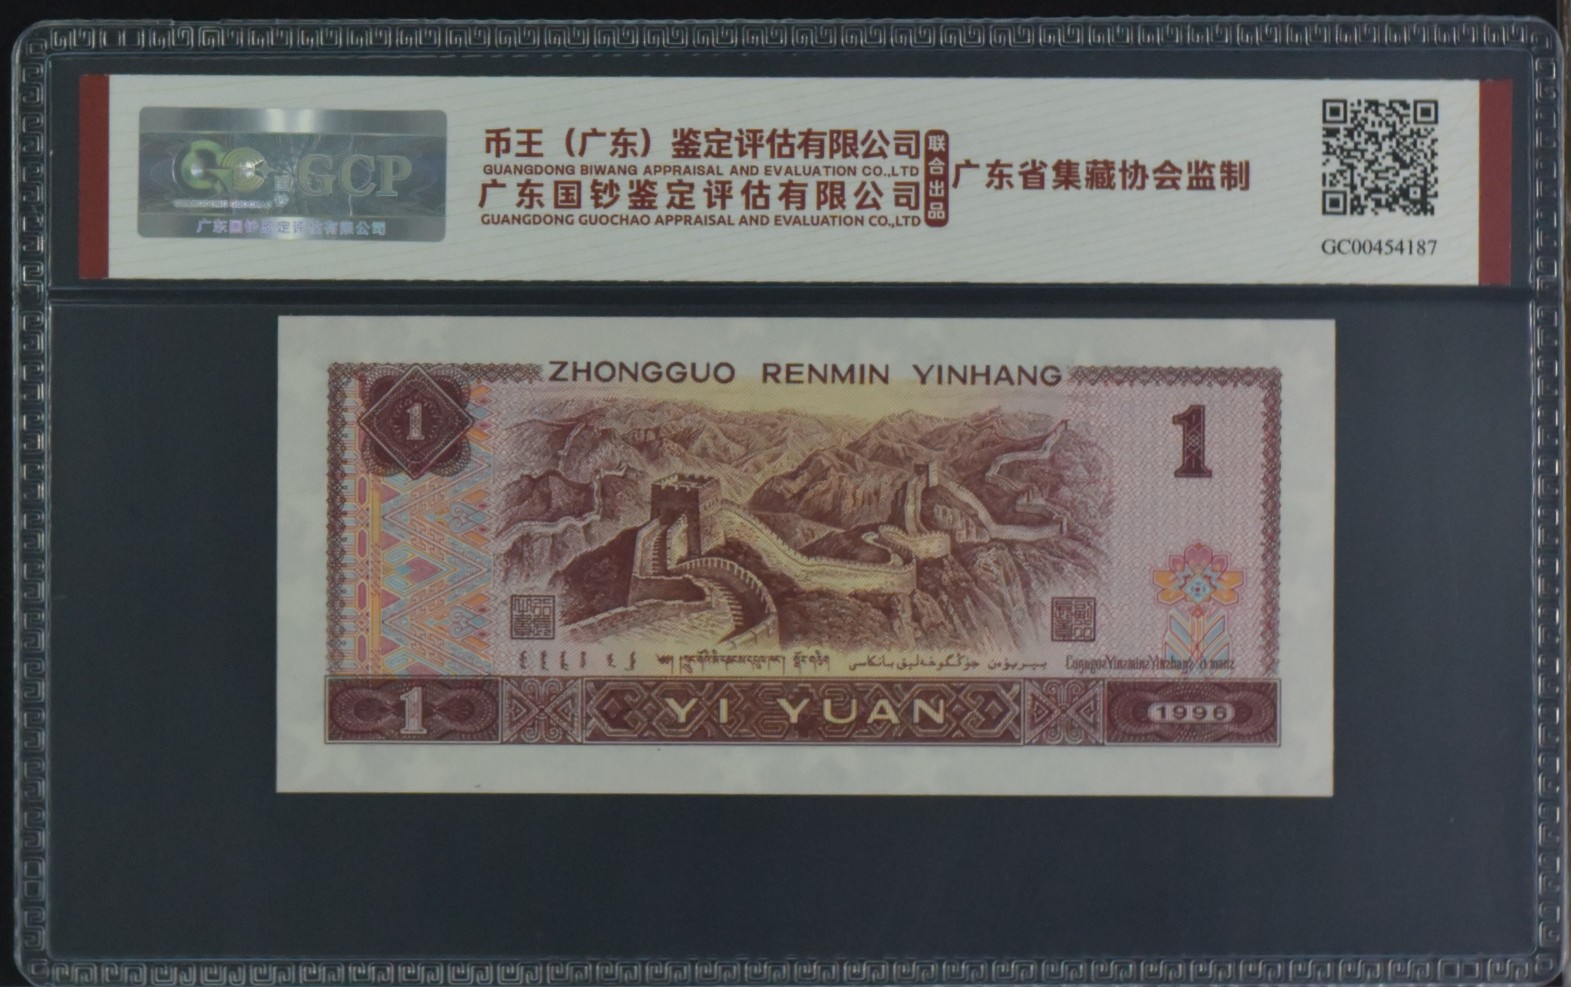 GCP
广东国钞鉴定评估有限公司
币王（广东）鉴定评估有限公司
GUANGDONG BIWANG APPRAISAL AND EVALUATION CO.,LTD
广东国钞鉴定评估有限公司
GUANGDONG GUOCHAO APPRAISAL AND EVALUATION CO.,LTD
联合出品
广东省集藏协会监制
GC00454187
ZHONGGUO RENMIN YINHANG
1
1
1
YI YUAN
1996